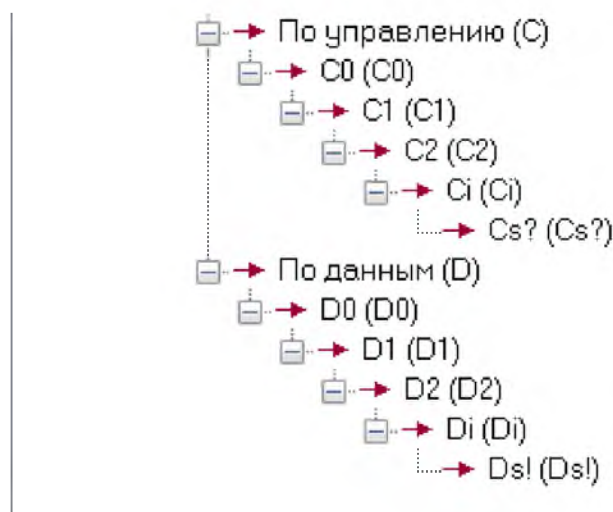 По управлению (C)
C0 (C0)
C1 (C1)
C2 (C2)
Ci (Ci)
Cs? (Cs?)
По данным (D)
D0 (D0)
D1 (D1)
D2 (D2)
Di (Di)
Ds! (Ds!)